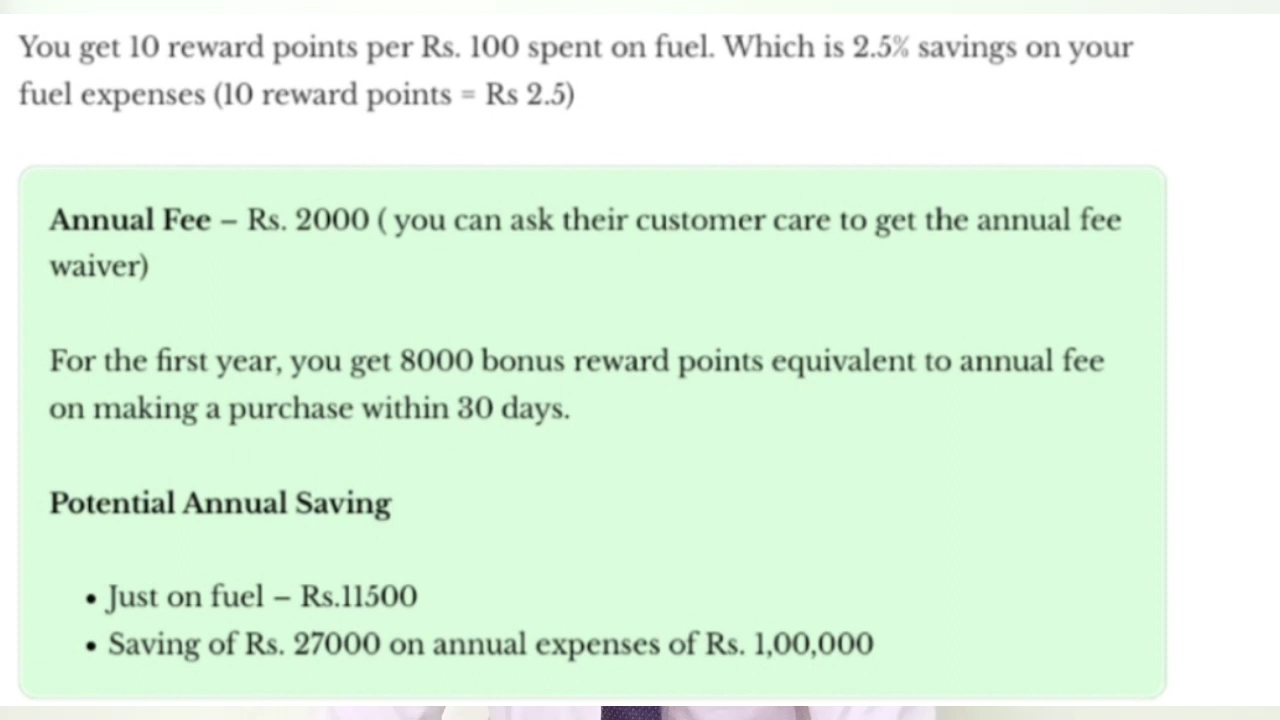 You get 10 reward points per Rs. 100 spent on fuel. Which is 2.5% savings on your
fuel expenses (10 reward points = Rs 2.5)
Annual Fee – Rs. 2000 ( you can ask their customer care to get the annual fee
waiver)
For the first year, you get 8000 bonus reward points equivalent to annual fee
on making a purchase within 30 days.
Potential Annual Saving
• Just on fuel – Rs.11500
• Saving of Rs. 27000 on annual expenses of Rs. 1,00,000